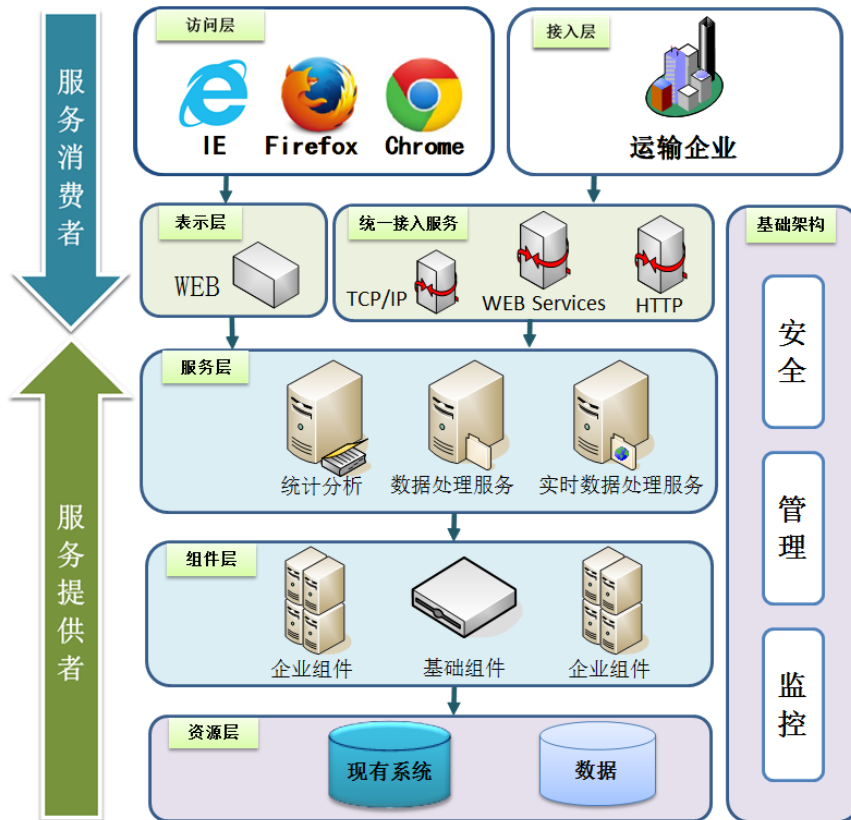 访问层
IE
Firefox
Chrome
接入层
运输企业
服务消费者
表示层
WEB
统一接入服务
TCP/IP
WEB Services
HTTP
基础架构
安全
管理
监控
服务提供者
服务层
统计分析
数据处理服务
实时数据处理服务
组件层
企业组件
基础组件
企业组件
资源层
现有系统
数据